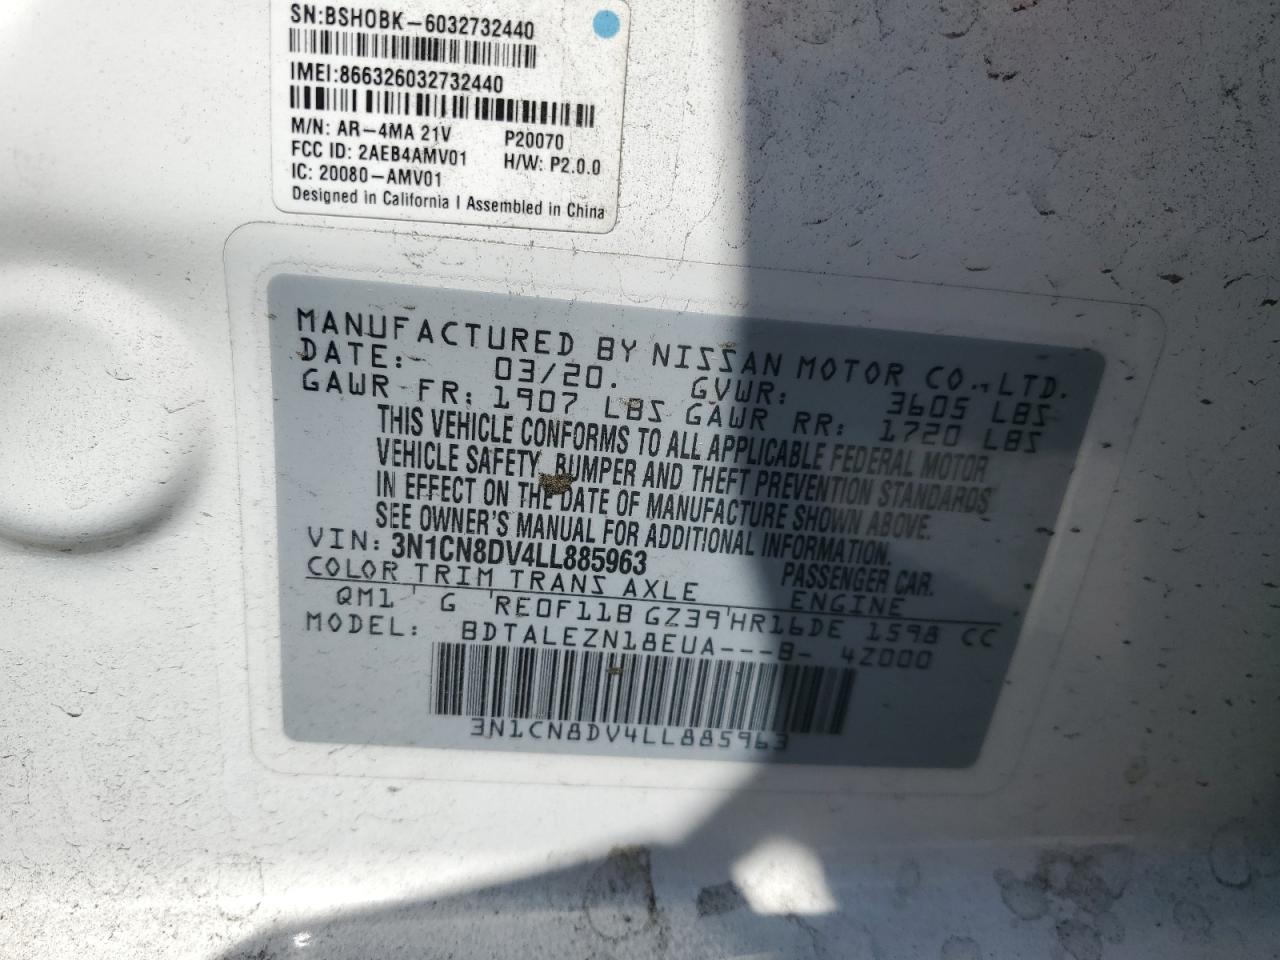 SN:BSHOBK-6032732440
IMEI:866326032732440
M/N: AR-4MA 21V P20070
FCC ID: 2AEB4AMV01 H/W: P2.0.0
IC: 20080-AMV01
Designed in California | Assembled in China
MANUFACTURED BY NISSAN MOTOR CO., LTD.
DATE: 03/20. GVWR: 3605 LBS
GAWR FR: 1907 LBS GAWR RR: 1720 LBS
THIS VEHICLE CONFORMS TO ALL APPLICABLE FEDERAL MOTOR
VEHICLE SAFETY, BUMPER AND THEFT PREVENTION STANDARDS
IN EFFECT ON THE DATE OF MANUFACTURE SHOWN ABOVE.
SEE OWNER'S MANUAL FOR ADDITIONAL INFORMATION.
VIN: 3N1CN8DV4LL885963 PASSENGER CAR.
COLOR TRIM TRANS AXLE ENGINE
QM1 G RE0F11B GZ39 HR16DE 1598 CC
MODEL: BDTALEZN18EUA---B- 4Z000
3N1CN8DV4LL885963